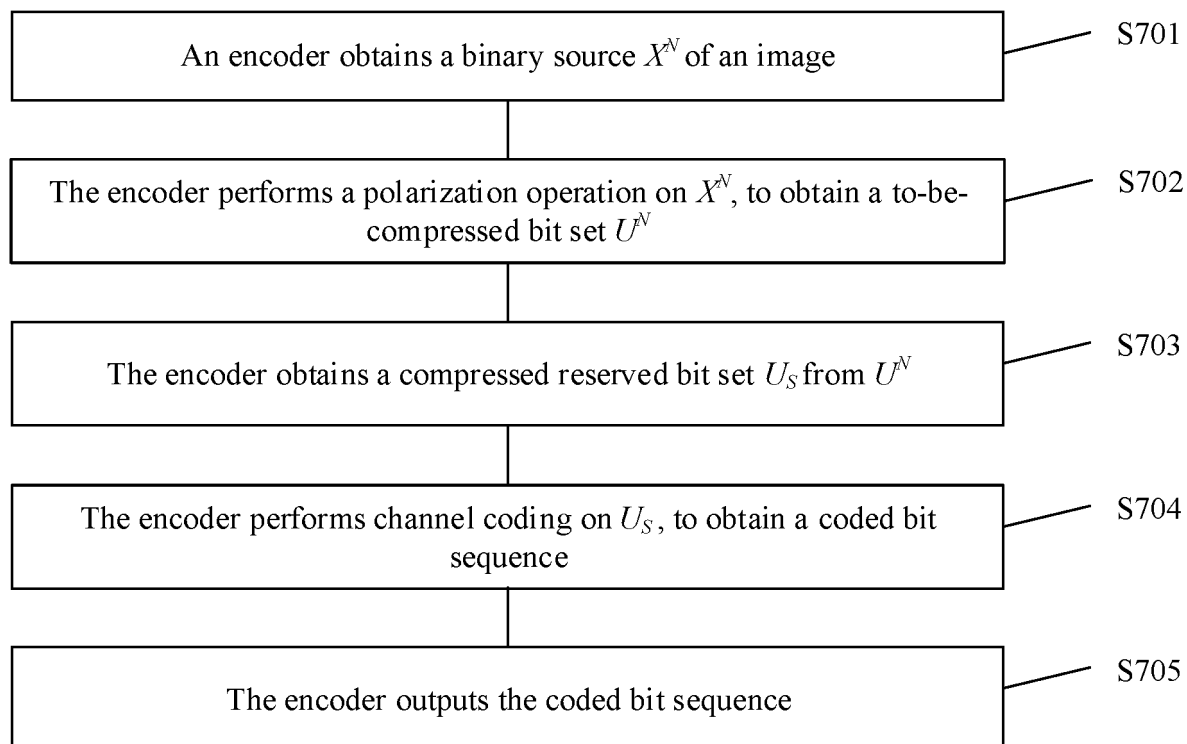 An encoder obtains a binary source X^N of an image
S701
The encoder performs a polarization operation on X^N, to obtain a to-be-
compressed bit set U^N
S702
The encoder obtains a compressed reserved bit set U_S from U^N
S703
The encoder performs channel coding on U_S, to obtain a coded bit
sequence
S704
The encoder outputs the coded bit sequence
S705